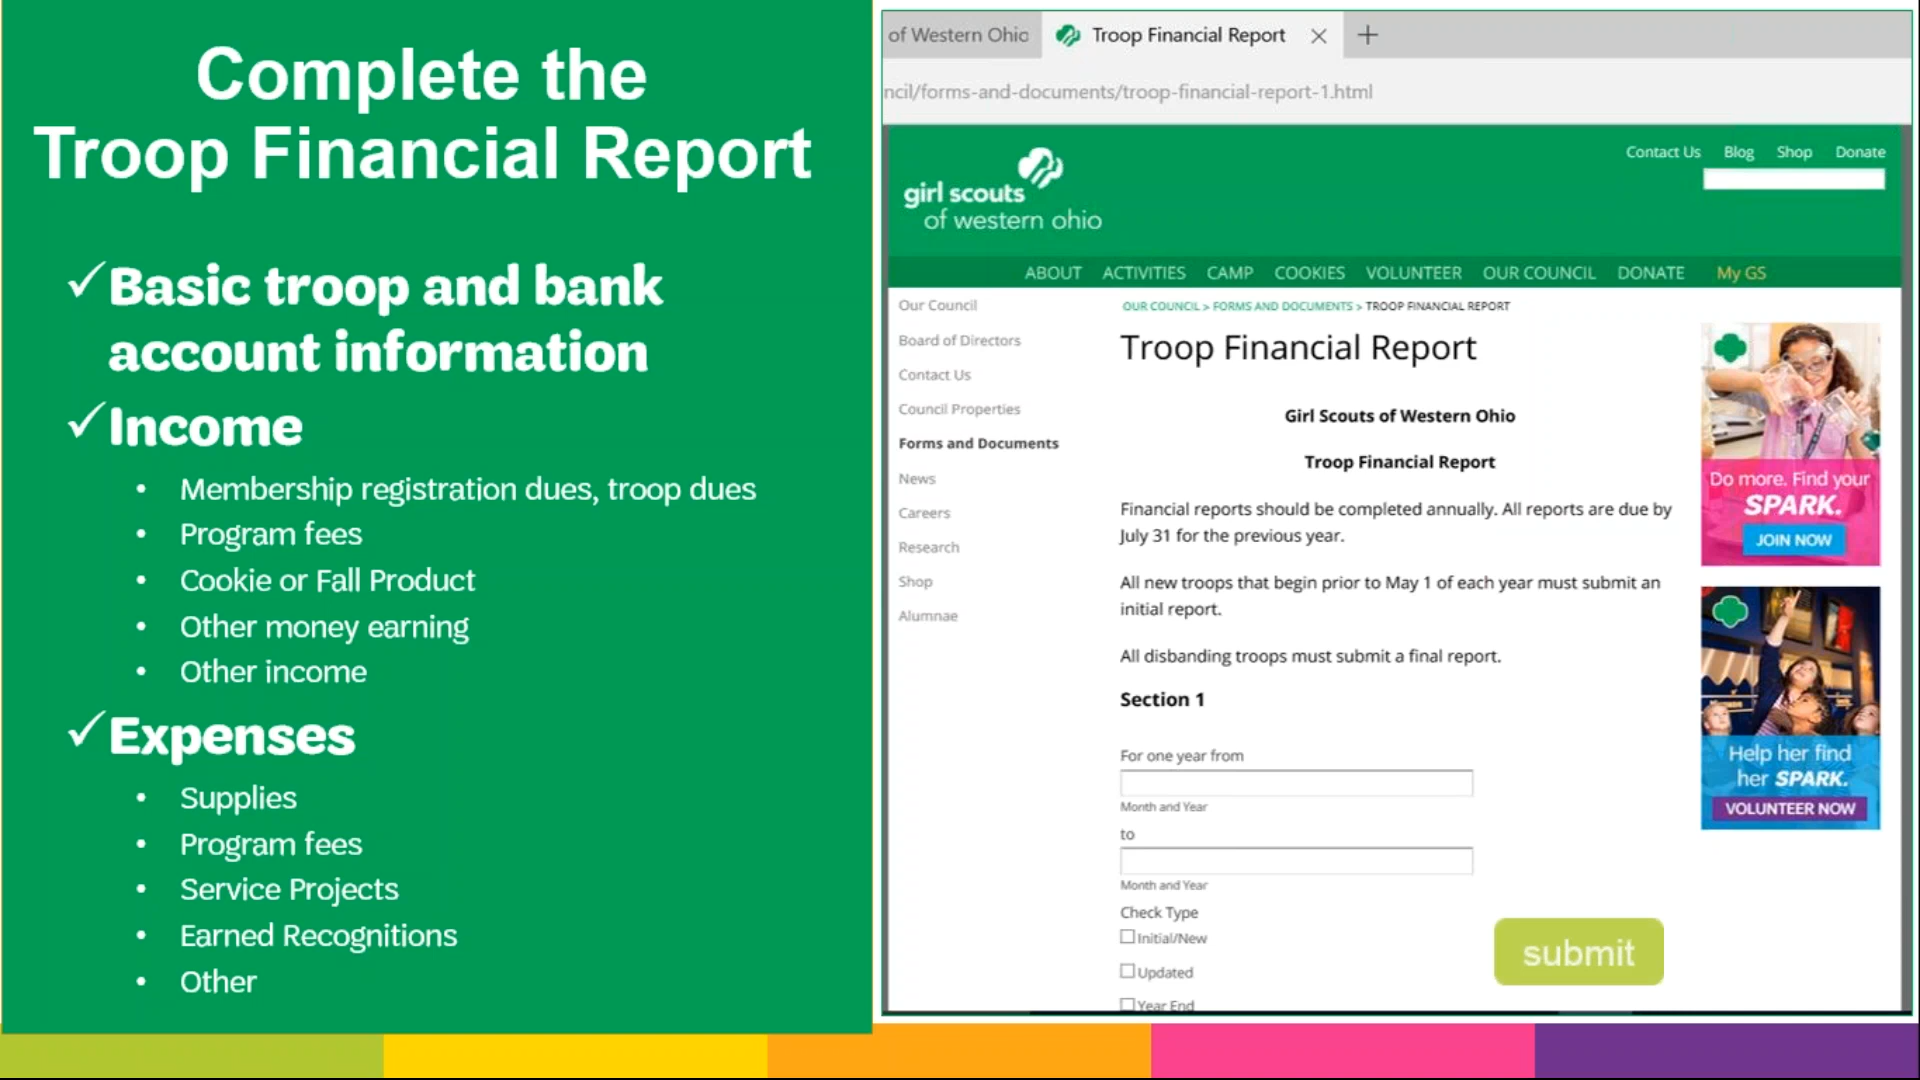 Complete the
Troop Financial Report
✓Basic troop and bank
account information
✓Income
• Membership registration dues, troop dues
• Program fees
• Cookie or Fall Product
• Other money earning
• Other income
✓Expenses
• Supplies
• Program fees
• Service Projects
• Earned Recognitions
• Other
of Western Ohio
Troop Financial Report
ncil/forms-and-documents/troop-financial-report-1.html
girl scouts
of western ohio
Contact Us Blog Shop Donate
ABOUT ACTIVITIES CAMP COOKIES VOLUNTEER OUR COUNCIL DONATE My GS
Our Council
Board of Directors
Contact Us
Council Properties
Forms and Documents
News
Careers
Research
Shop
Alumnae
OUR COUNCIL > FORMS AND DOCUMENTS > TROOP FINANCIAL REPORT
Troop Financial Report
Girl Scouts of Western Ohio
Troop Financial Report
Financial reports should be completed annually. All reports are due by
July 31 for the previous year.
All new troops that begin prior to May 1 of each year must submit an
initial report.
All disbanding troops must submit a final report.
Section 1
For one year from
Month and Year
to
Month and Year
Check Type
Initial/New
Updated
Year End
submit
Do more. Find your
SPARK.
JOIN NOW
Help her find
her SPARK.
VOLUNTEER NOW